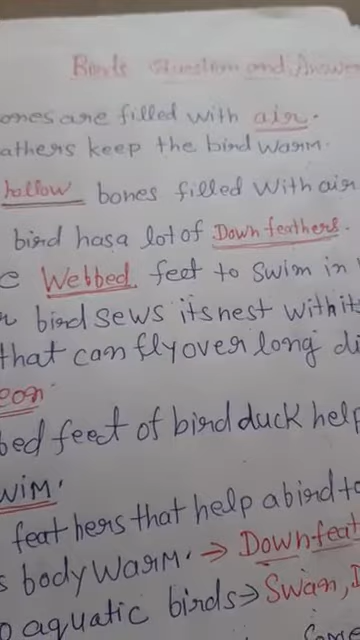 Birds Question and Answer
ones are filled with air.
athers keep the bird warm.
hollow bones filled with air
bird has a lot of Down feathers.
e Webbed feet to swim in
r bird sews its nest with it
that can fly over long di
eon
bed feet of bird duck help
wim.
feathers that help a bird to
s body warm. → Down feat
o aquatic birds → Swan, D